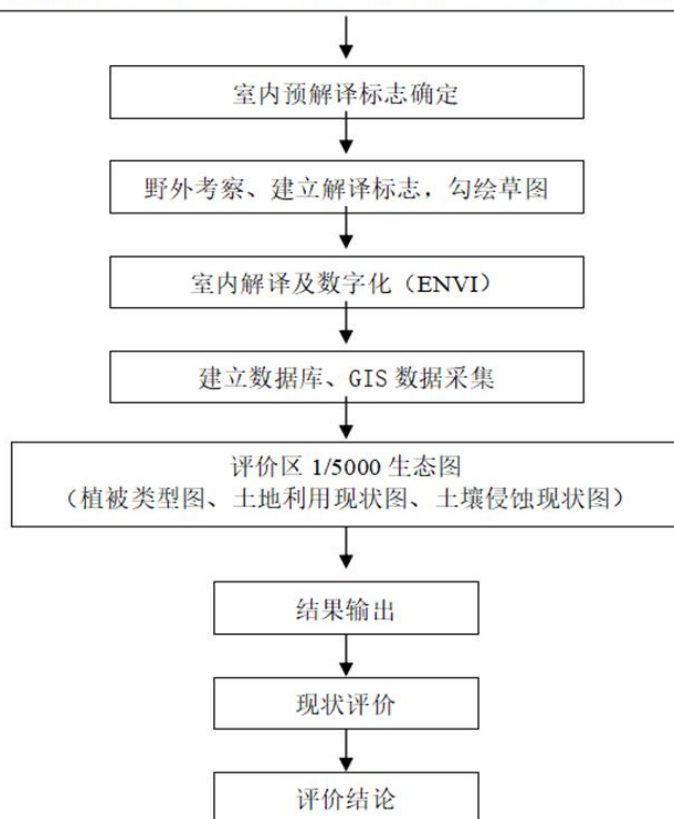 室内预解译标志确定
野外考察、建立解译标志，勾绘草图
室内解译及数字化（ENVI）
建立数据库、GIS 数据采集
评价区 1/5000 生态图
（植被类型图、土地利用现状图、土壤侵蚀现状图）
结果输出
现状评价
评价结论